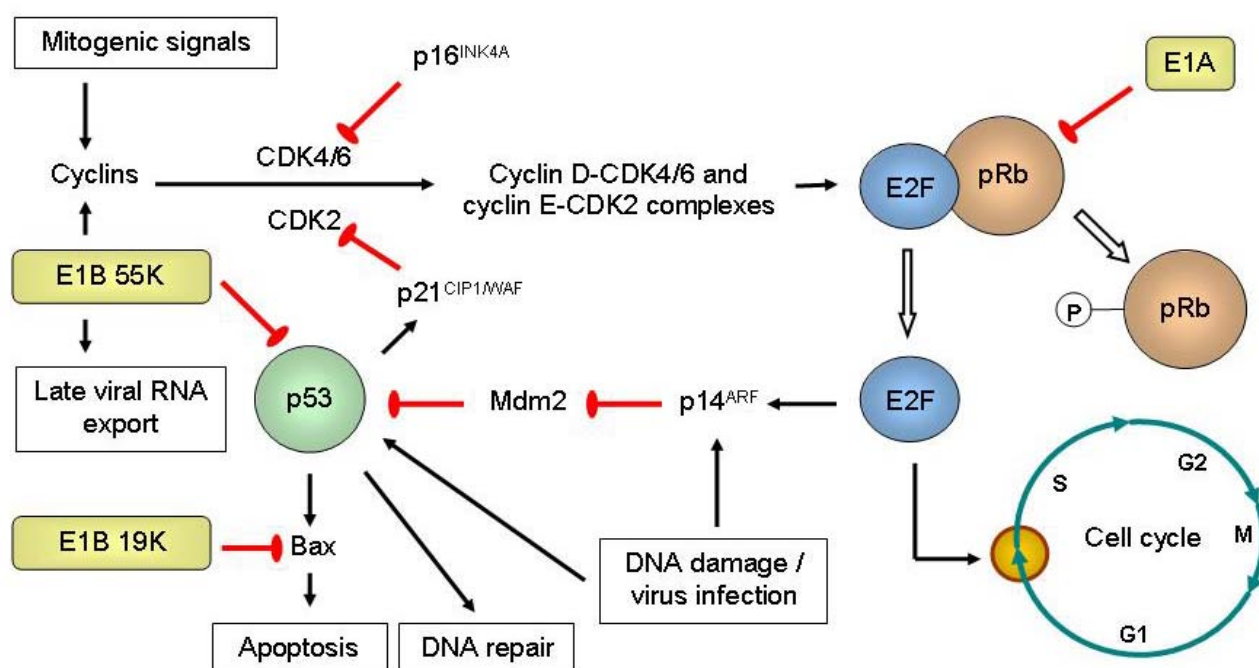 Mitogenic signals
p16INK4A
E1A
CDK4/6
Cyclins
Cyclin D-CDK4/6 and
cyclin E-CDK2 complexes
E2F
pRb
CDK2
E1B 55K
p21CIP1/WAF
P
pRb
Late viral RNA
export
p53
Mdm2
p14ARF
E2F
S
G2
E1B 19K
Bax
DNA damage /
virus infection
Cell cycle
M
G1
Apoptosis
DNA repair